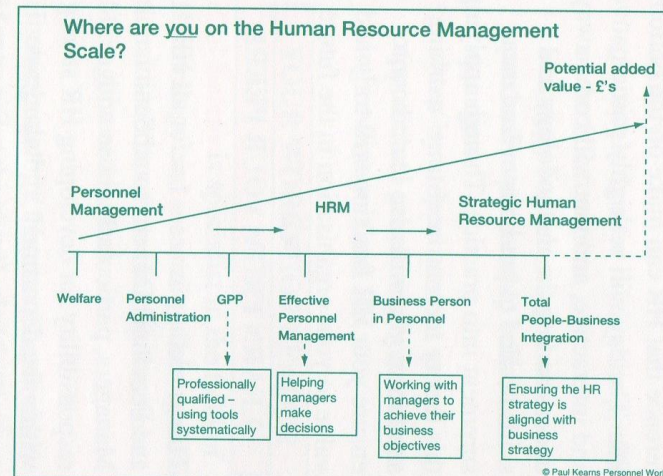 Where are you on the Human Resource Management
Scale?
Potential added
value - £'s
Personnel
Management
HRM
Strategic Human
Resource Management
Welfare
Personnel
Administration
GPP
Effective
Personnel
Management
Business Person
in Personnel
Total
People-Business
Integration
Professionally
qualified –
using tools
systematically
Helping
managers
make
decisions
Working with
managers to
achieve their
business
objectives
Ensuring the HR
strategy is
aligned with
business
strategy
© Paul Kearns Personnel Wor